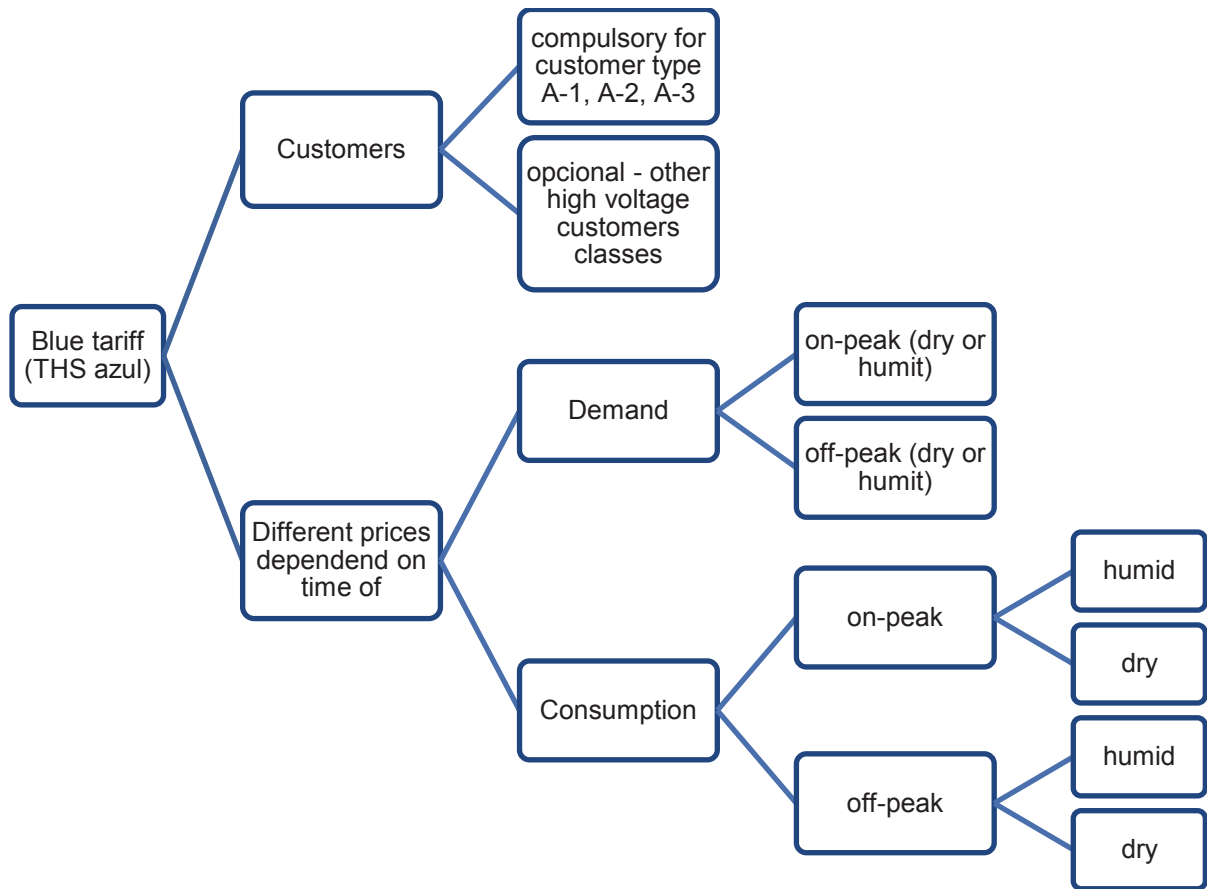 compulsory for
customer type
A-1, A-2, A-3
Customers
opcional - other
high voltage
customers
classes
Blue tariff
(THS azul)
on-peak (dry or
humit)
Demand
off-peak (dry or
humit)
Different prices
dependend on
time of
humid
on-peak
dry
Consumption
humid
off-peak
dry